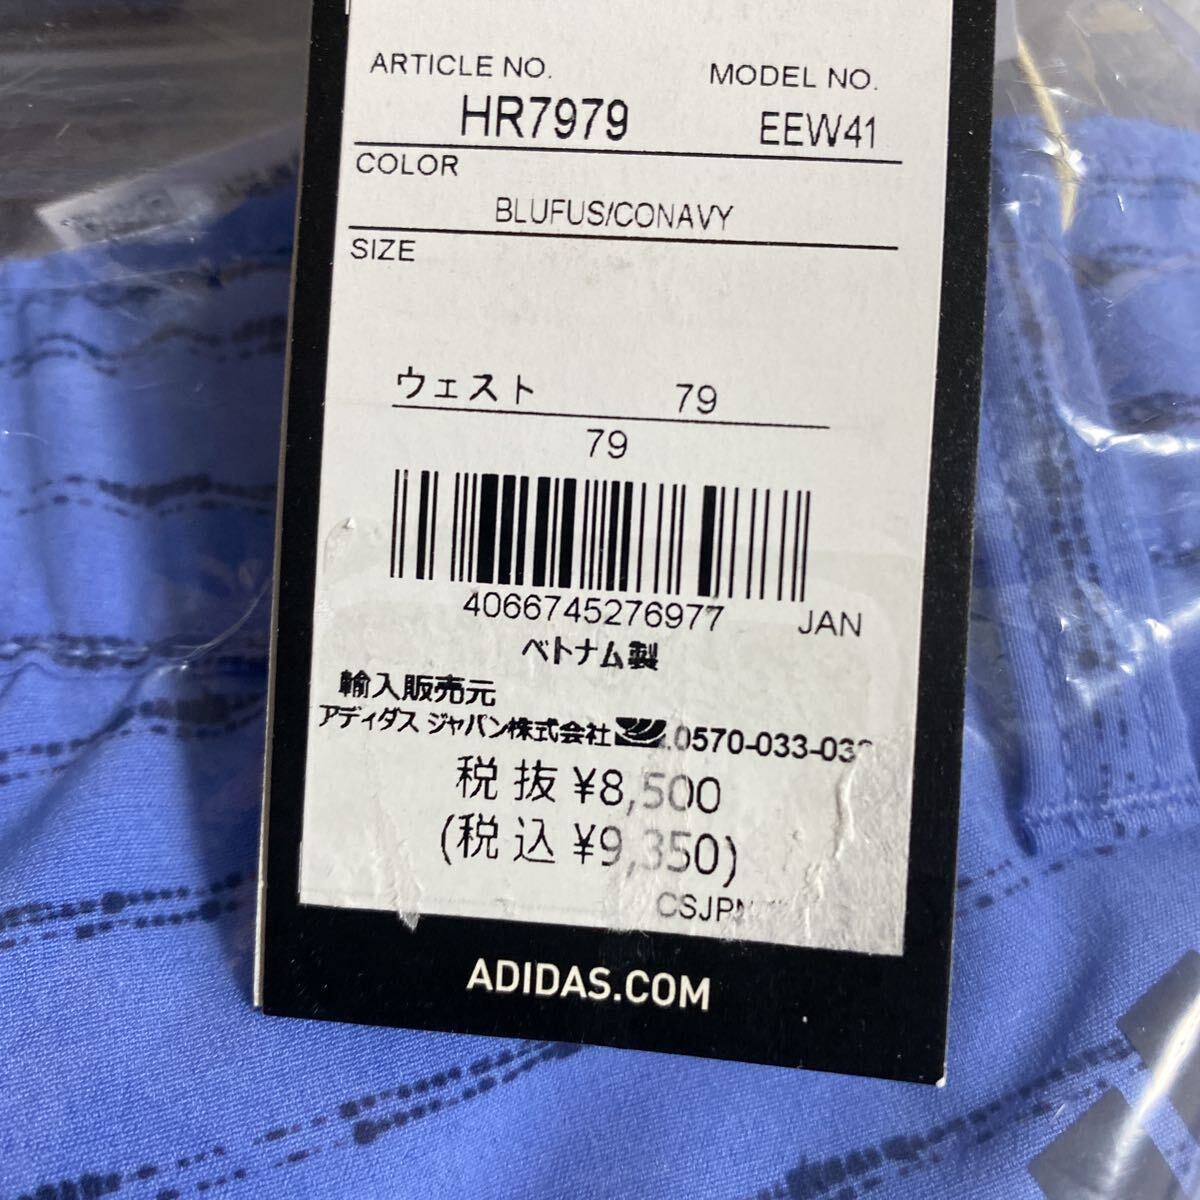 ARTICLE NO. MODEL NO.
HR7979 EEW41
COLOR
BLUFUS/CONAVY
SIZE
ウェスト 79
79
4066745276977 JAN
ベトナム製
輸入販売元
アディダス ジャパン株式会社 0570-033-03
税抜 ¥8,500
(税込 ¥9,350)
CSJPN
ADIDAS.COM